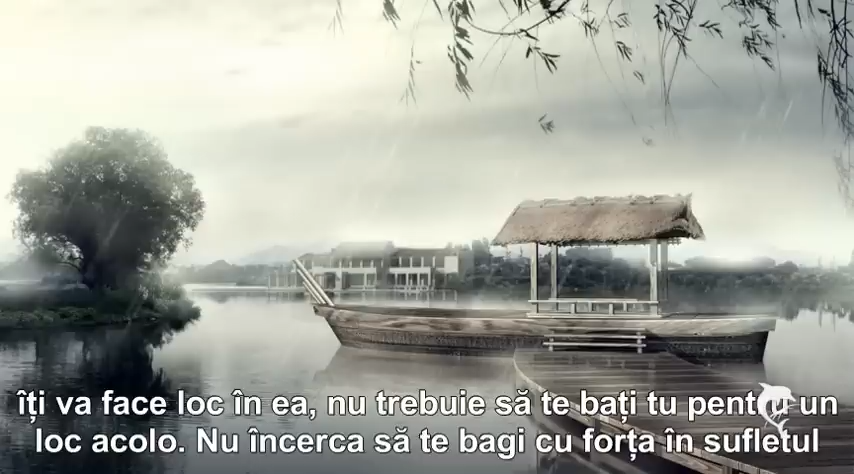 îți va face loc în ea, nu trebuie să te bați tu pentru un
loc acolo. Nu încerca să te bagi cu forța în sufletul